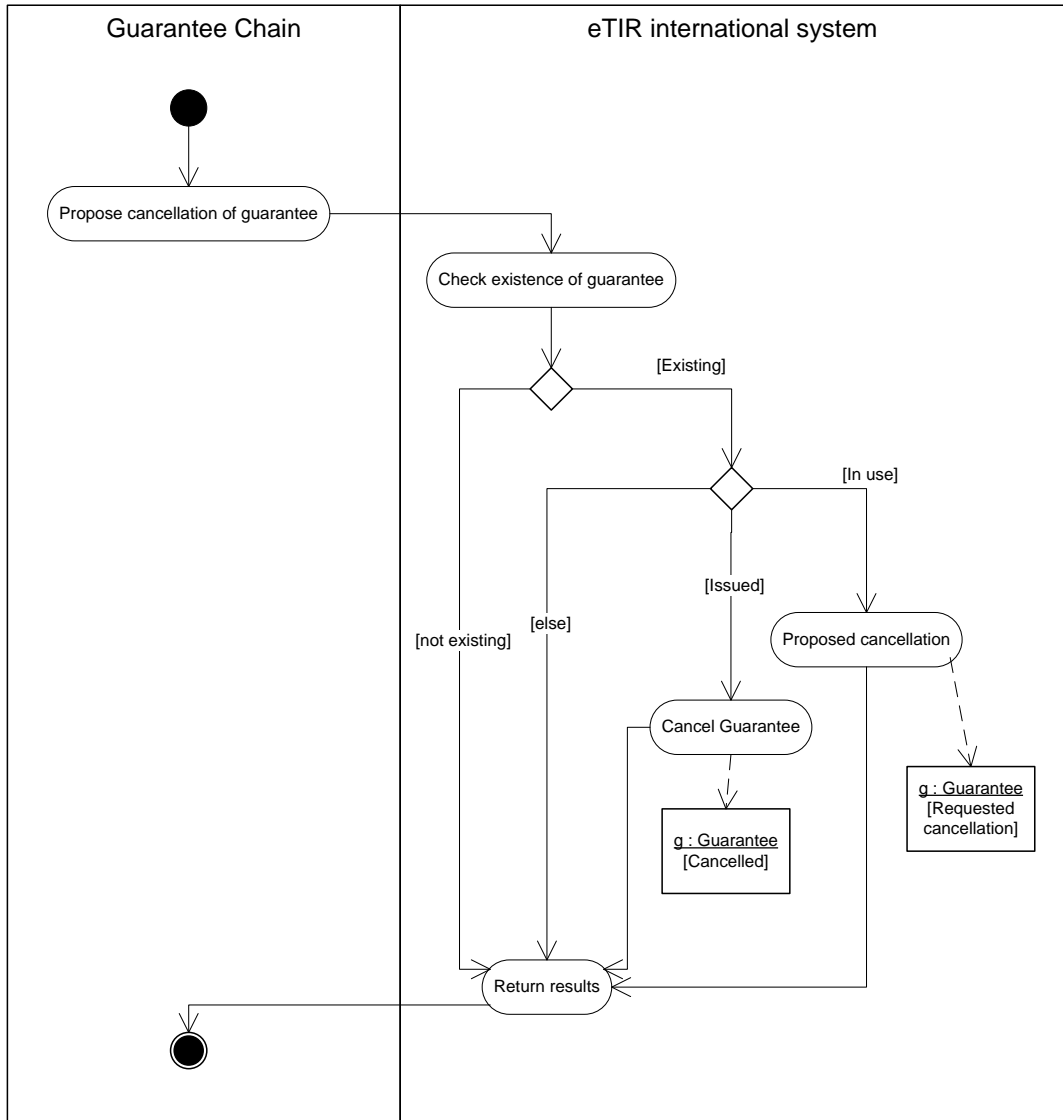 Guarantee Chain
eTIR international system
Propose cancellation of guarantee
Check existence of guarantee
[Existing]
[In use]
[Issued]
[else]
[not existing]
Proposed cancellation
Cancel Guarantee
g : Guarantee
[Requested
cancellation]
g : Guarantee
[Cancelled]
Return results